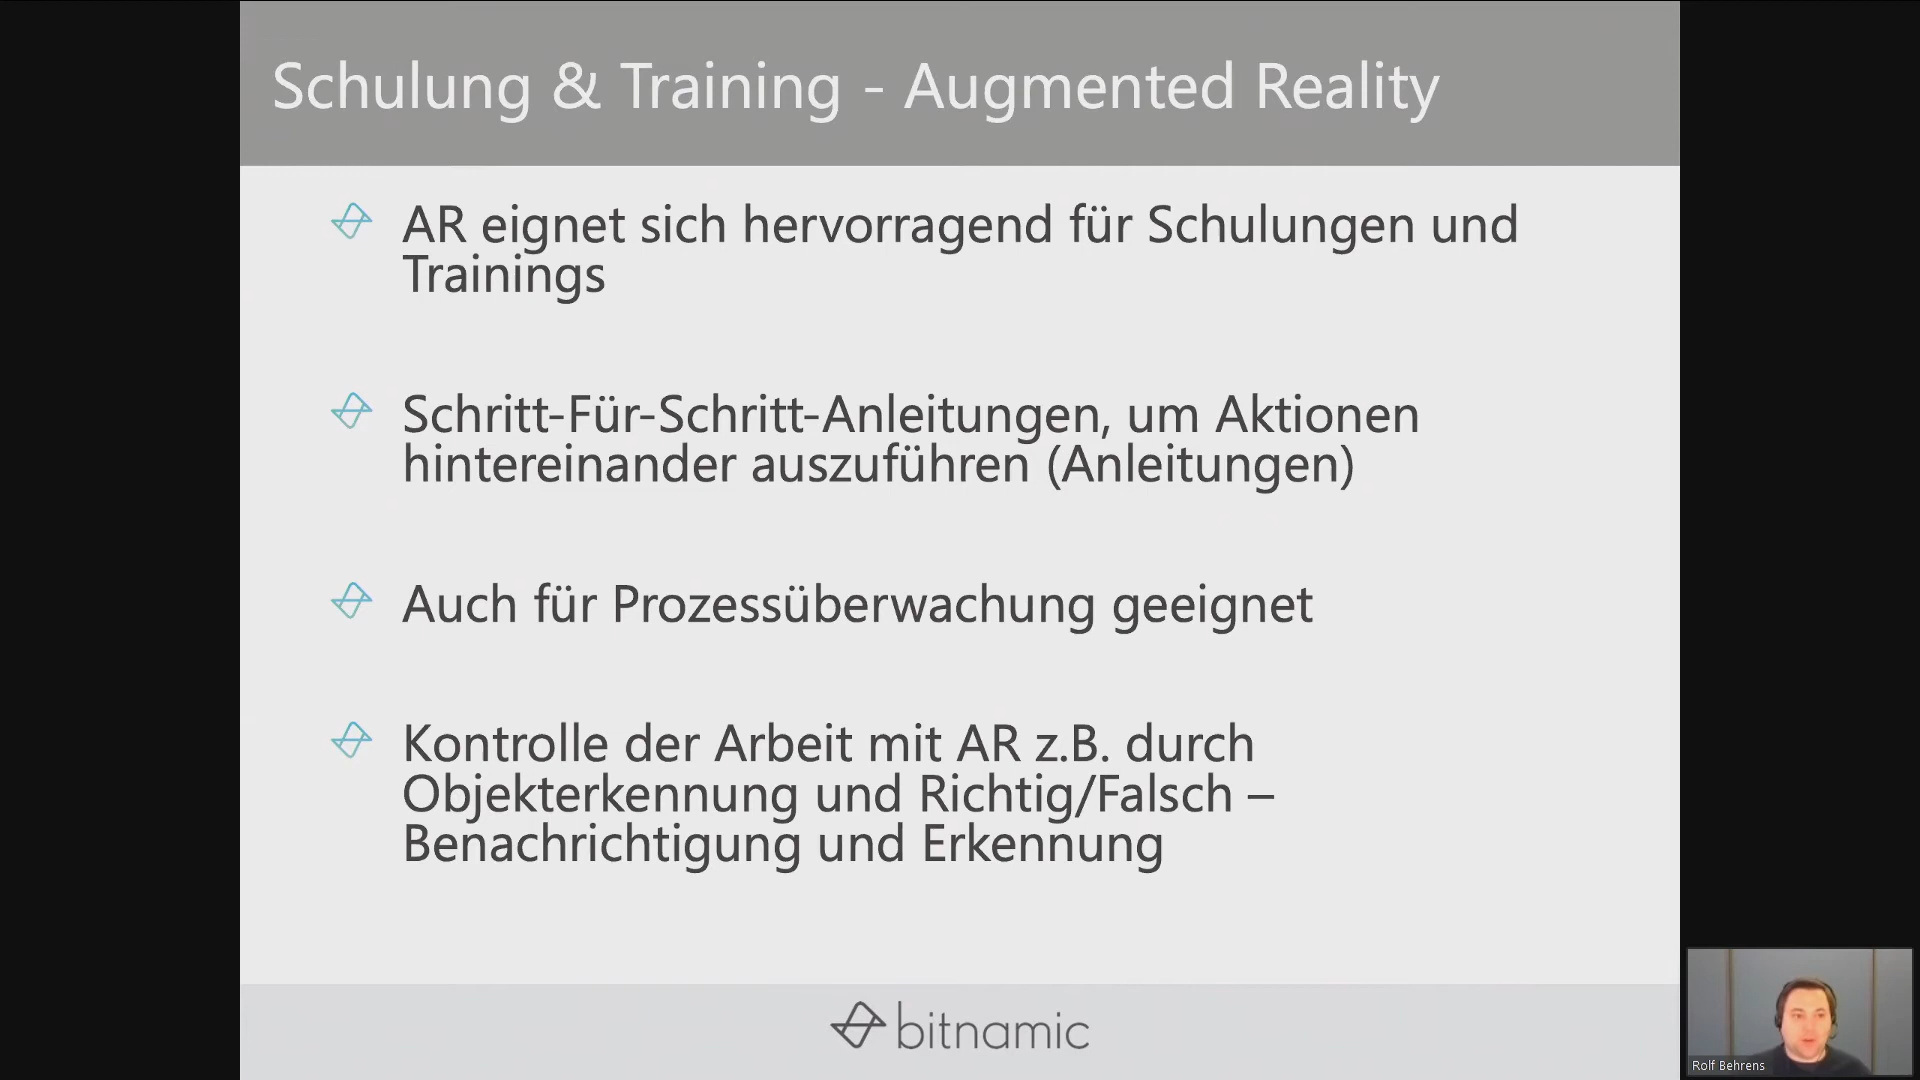 Schulung & Training - Augmented Reality
AR eignet sich hervorragend für Schulungen und
Trainings
Schritt-Für-Schritt-Anleitungen, um Aktionen
hintereinander auszuführen (Anleitungen)
Auch für Prozessüberwachung geeignet
Kontrolle der Arbeit mit AR z.B. durch
Objekterkennung und Richtig/Falsch –
Benachrichtigung und Erkennung
bitnamic
Rolf Behrens